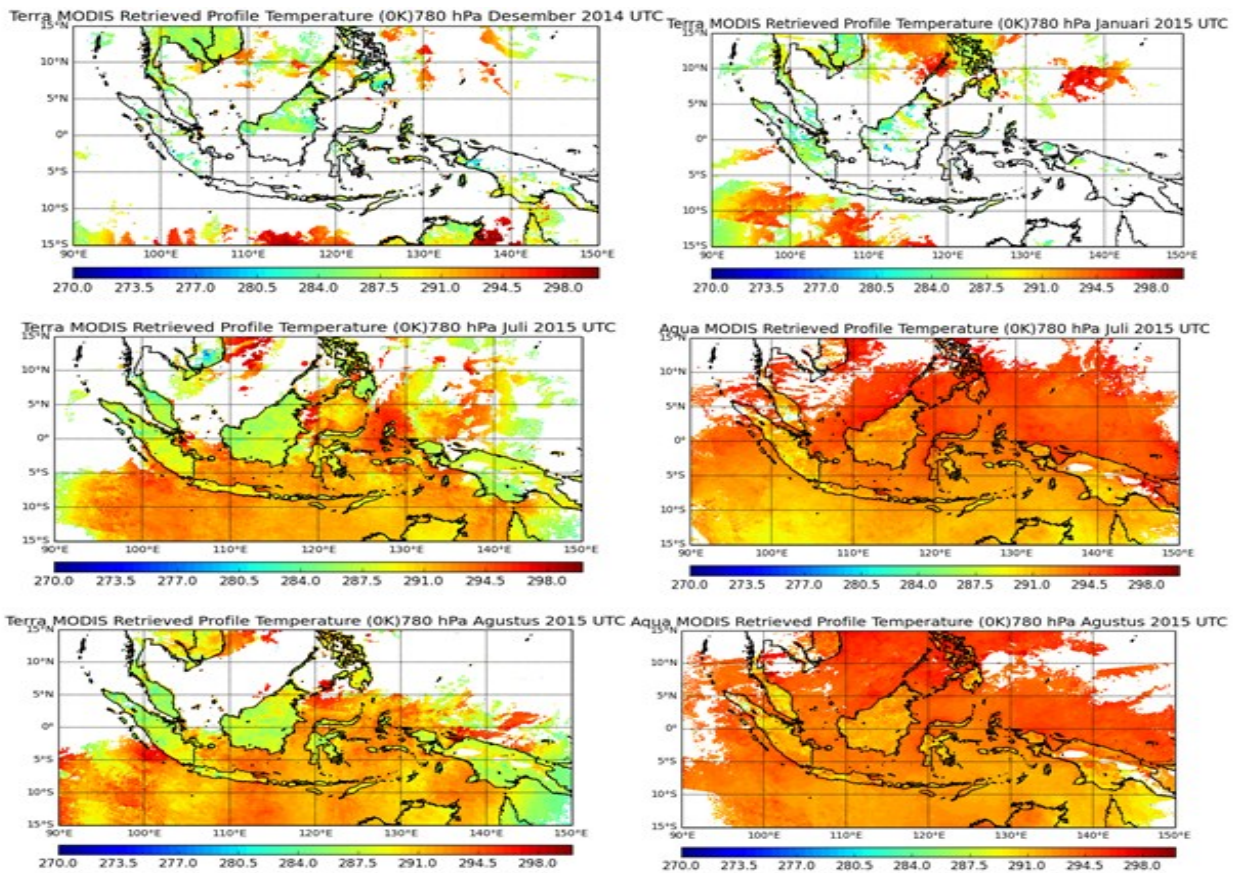 Terra MODIS Retrieved Profile Temperature (0K)780 hPa Desember 2014 UTC
15°N
10°N
5°N
0°
5°S
10°S
15°S
90°E 100°E 110°E 120°E 130°E 140°E 150°E
270.0 273.5 277.0 280.5 284.0 287.5 291.0 294.5 298.0
Terra MODIS Retrieved Profile Temperature (0K)780 hPa Januari 2015 UTC
15°N
10°N
5°N
0°
5°S
10°S
15°S
90°E 100°E 110°E 120°E 130°E 140°E 150°E
270.0 273.5 277.0 280.5 284.0 287.5 291.0 294.5 298.0
Terra MODIS Retrieved Profile Temperature (0K)780 hPa Juli 2015 UTC
15°N
10°N
5°N
0°
5°S
10°S
15°S
90°E 100°E 110°E 120°E 130°E 140°E 150°E
270.0 273.5 277.0 280.5 284.0 287.5 291.0 294.5 298.0
Aqua MODIS Retrieved Profile Temperature (0K)780 hPa Juli 2015 UTC
15°N
10°N
5°N
0°
5°S
10°S
15°S
90°E 100°E 110°E 120°E 130°E 140°E 150°E
270.0 273.5 277.0 280.5 284.0 287.5 291.0 294.5 298.0
Terra MODIS Retrieved Profile Temperature (0K)780 hPa Agustus 2015 UTC
15°N
10°N
5°N
0°
5°S
10°S
15°S
90°E 100°E 110°E 120°E 130°E 140°E 150°E
270.0 273.5 277.0 280.5 284.0 287.5 291.0 294.5 298.0
Aqua MODIS Retrieved Profile Temperature (0K)780 hPa Agustus 2015 UTC
15°N
10°N
5°N
0°
5°S
10°S
15°S
90°E 100°E 110°E 120°E 130°E 140°E 150°E
270.0 273.5 277.0 280.5 284.0 287.5 291.0 294.5 298.0